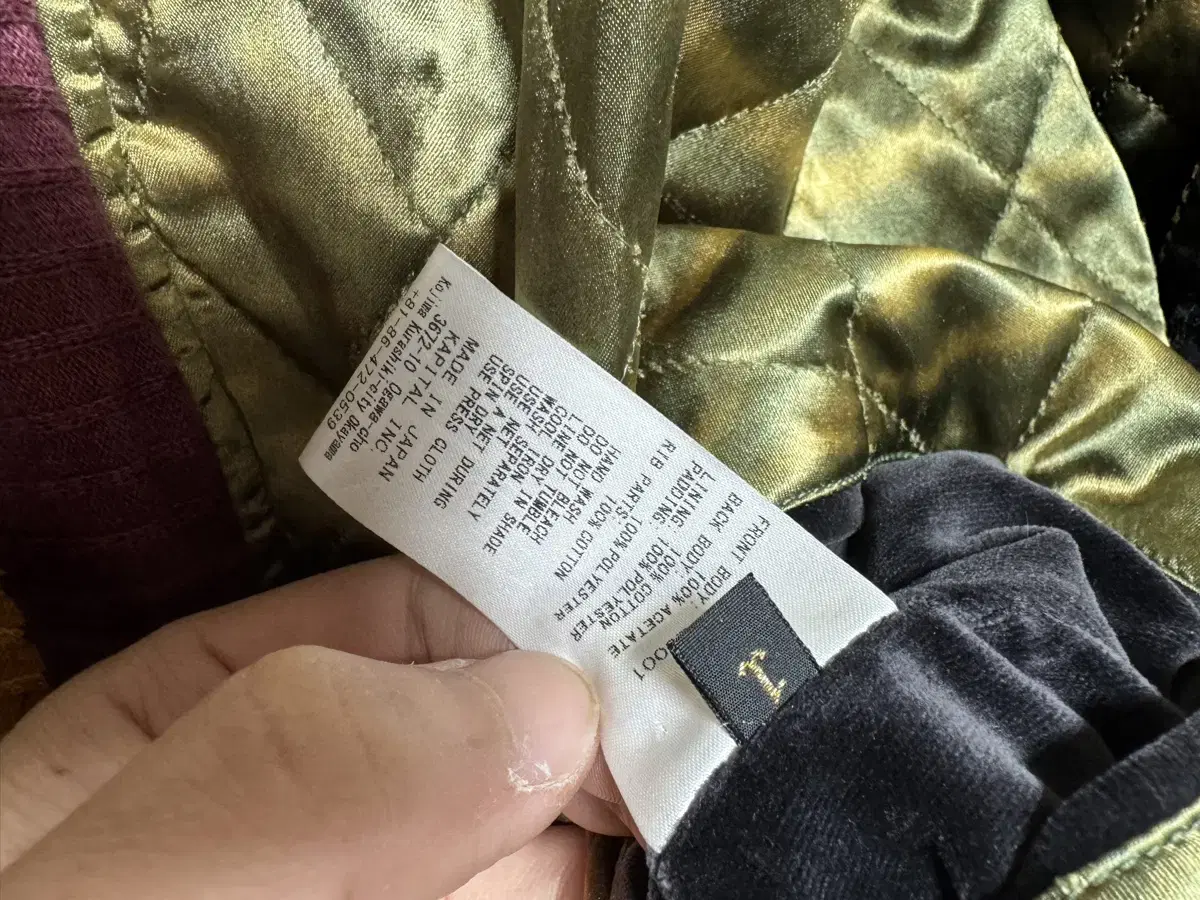 1
FRONT BODY: 100% ACETATE
BACK BODY: 100% COTTON
LINING: 100%POLYESTER
PADDING: 100%POLYESTER
RIB PARTS: 100% COTTON
HAND WASH
DO NOT BLEACH
DO NOT TUMBLE
LINE DRY IN SHADE
COOL IRON
WASH SEPARATELY
USE A NET DURING
SPIN DRY
USE PRESS CLOTH
MADE IN JAPAN
KAPITAL INC.
3672-10 Ogawa-cho
Kojima Kurashiki-city Okayama
+81-86-472-0539